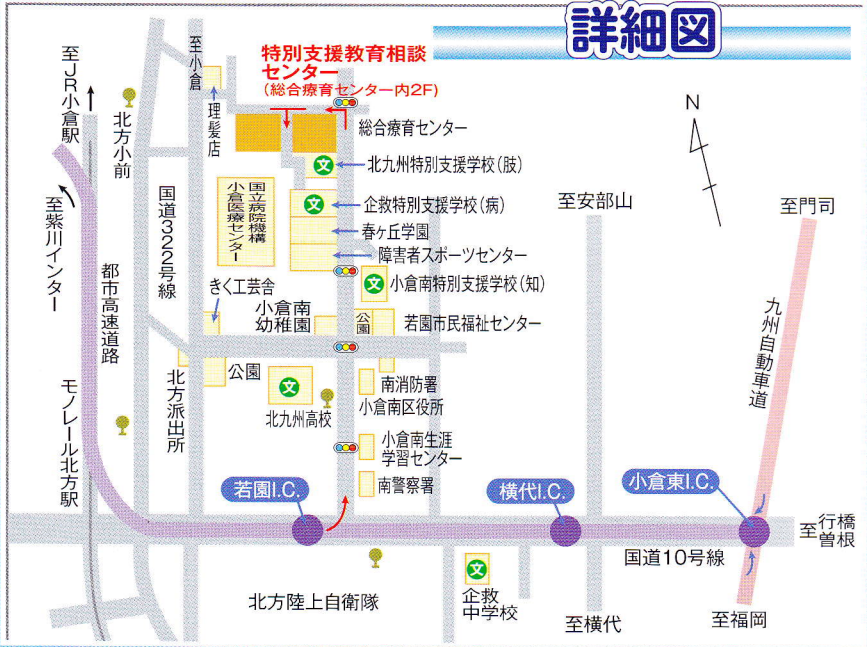 詳細図
特別支援教育相談
センター
(総合療育センター内2F)
至小倉
至JR小倉駅
北方小前
理髪店
総合療育センター
文
北九州特別支援学校(肢)
N
国道322号線
国立病院機構
小倉医療センター
文
企救特別支援学校(病)
至安部山
至門司
至紫川インター
春ヶ丘学園
障害者スポーツセンター
都市高速道路
きく工芸舎
文
小倉南特別支援学校(知)
小倉南
幼稚園
公園
若園市民福祉センター
九州自動車道
北方派出所
公園
文
北九州高校
南消防署
小倉南区役所
モノレール北方駅
小倉南生涯
学習センター
若園I.C.
南警察署
横代I.C.
小倉東I.C.
至行橋
曽根
国道10号線
文
北方陸上自衛隊
企救
中学校
至横代
至福岡